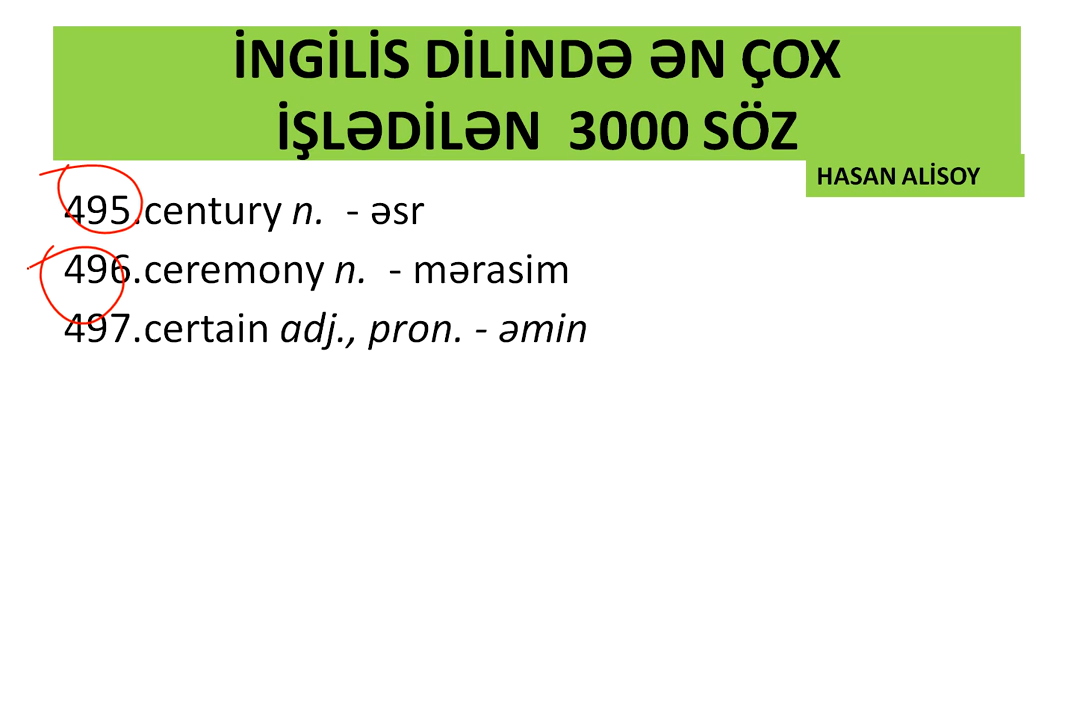 İNGİLİS DİLİNDƏ ƏN ÇOX
İŞLƏDİLƏN 3000 SÖZ
HASAN ALİSOY
495.century n. - əsr
496.ceremony n. - mərasim
497.certain adj., pron. - əmin